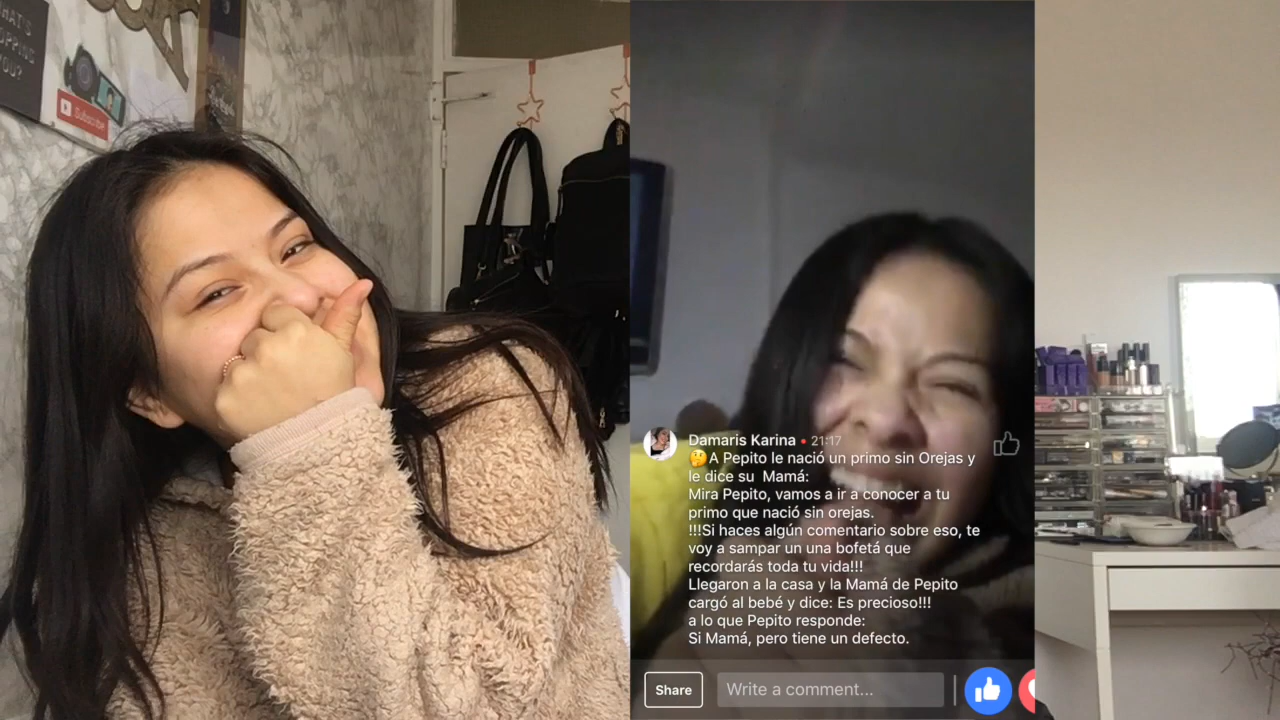 WHAT'S
YOU?
Subscribe
Damaris Karina • 21:17
🤔A Pepito le nació un primo sin Orejas y
le dice su Mamá:
Mira Pepito, vamos a ir a conocer a tu
primo que nació sin orejas.
!!!Si haces algún comentario sobre eso, te
voy a sampar un una bofetá que
recordarás toda tu vida!!!
Llegaron a la casa y la Mamá de Pepito
cargó al bebé y dice: Es precioso!!!
a lo que Pepito responde:
Si Mamá, pero tiene un defecto.
Share
Write a comment...